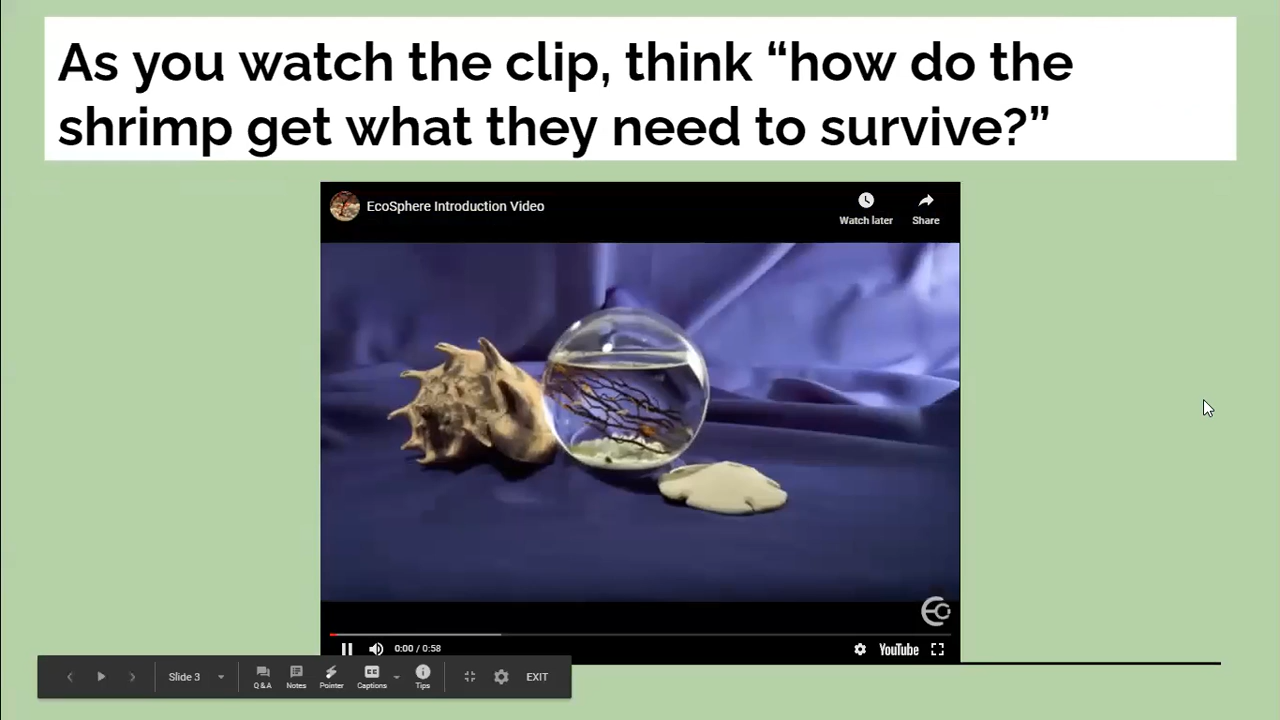 As you watch the clip, think “how do the
shrimp get what they need to survive?”
EcoSphere Introduction Video
Watch later
Share
0:00 / 0:58
YouTube
Slide 3
Q&A
Notes
Pointer
CC
Captions
Tips
EXIT